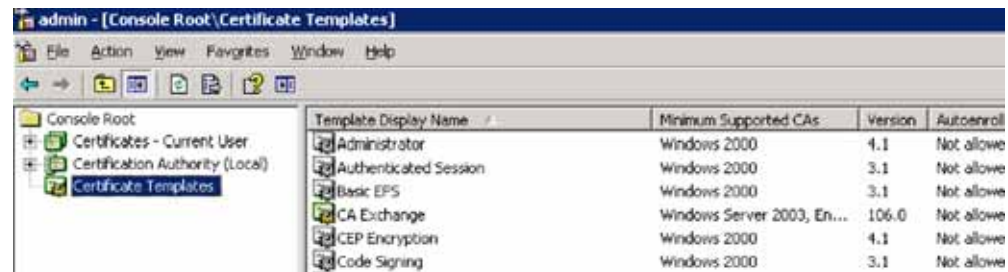 admin - [Console Root\Certificate Templates]
File Action View Favorites Window Help
Console Root
Certificates - Current User
Certification Authority (Local)
Certificate Templates
Template Display Name Minimum Supported CAs Version Autoenroll
Administrator Windows 2000 4.1 Not allowe
Authenticated Session Windows 2000 3.1 Not allowe
Basic EFS Windows 2000 3.1 Not allowe
CA Exchange Windows Server 2003, En... 106.0 Not allowe
CEP Encryption Windows 2000 4.1 Not allowe
Code Signing Windows 2000 3.1 Not allowe